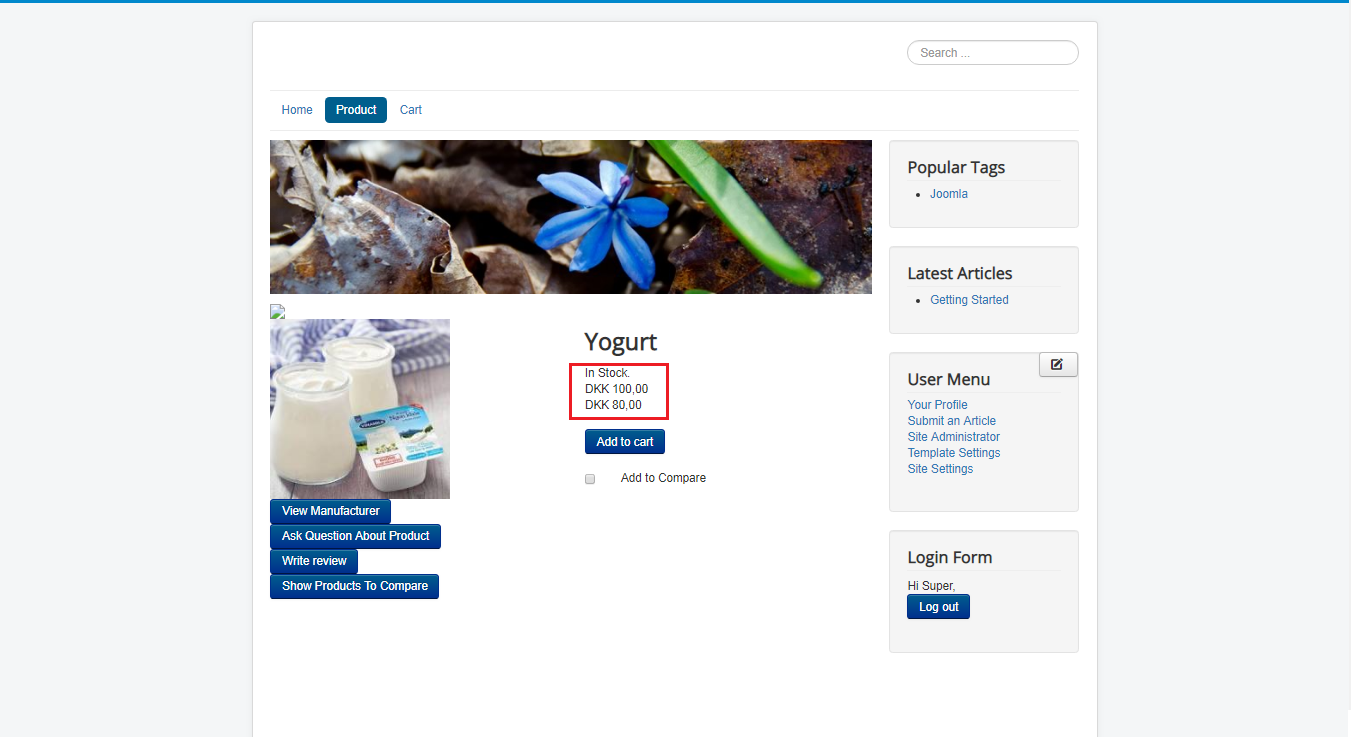 Search ...
Home
Product
Cart
Popular Tags
Joomla
Latest Articles
Getting Started
Yogurt
In Stock.
DKK 100,00
DKK 80,00
Add to cart
Add to Compare
VINAMILK
View Manufacturer
Ask Question About Product
Write review
Show Products To Compare
User Menu
Your Profile
Submit an Article
Site Administrator
Template Settings
Site Settings
Login Form
Hi Super,
Log out